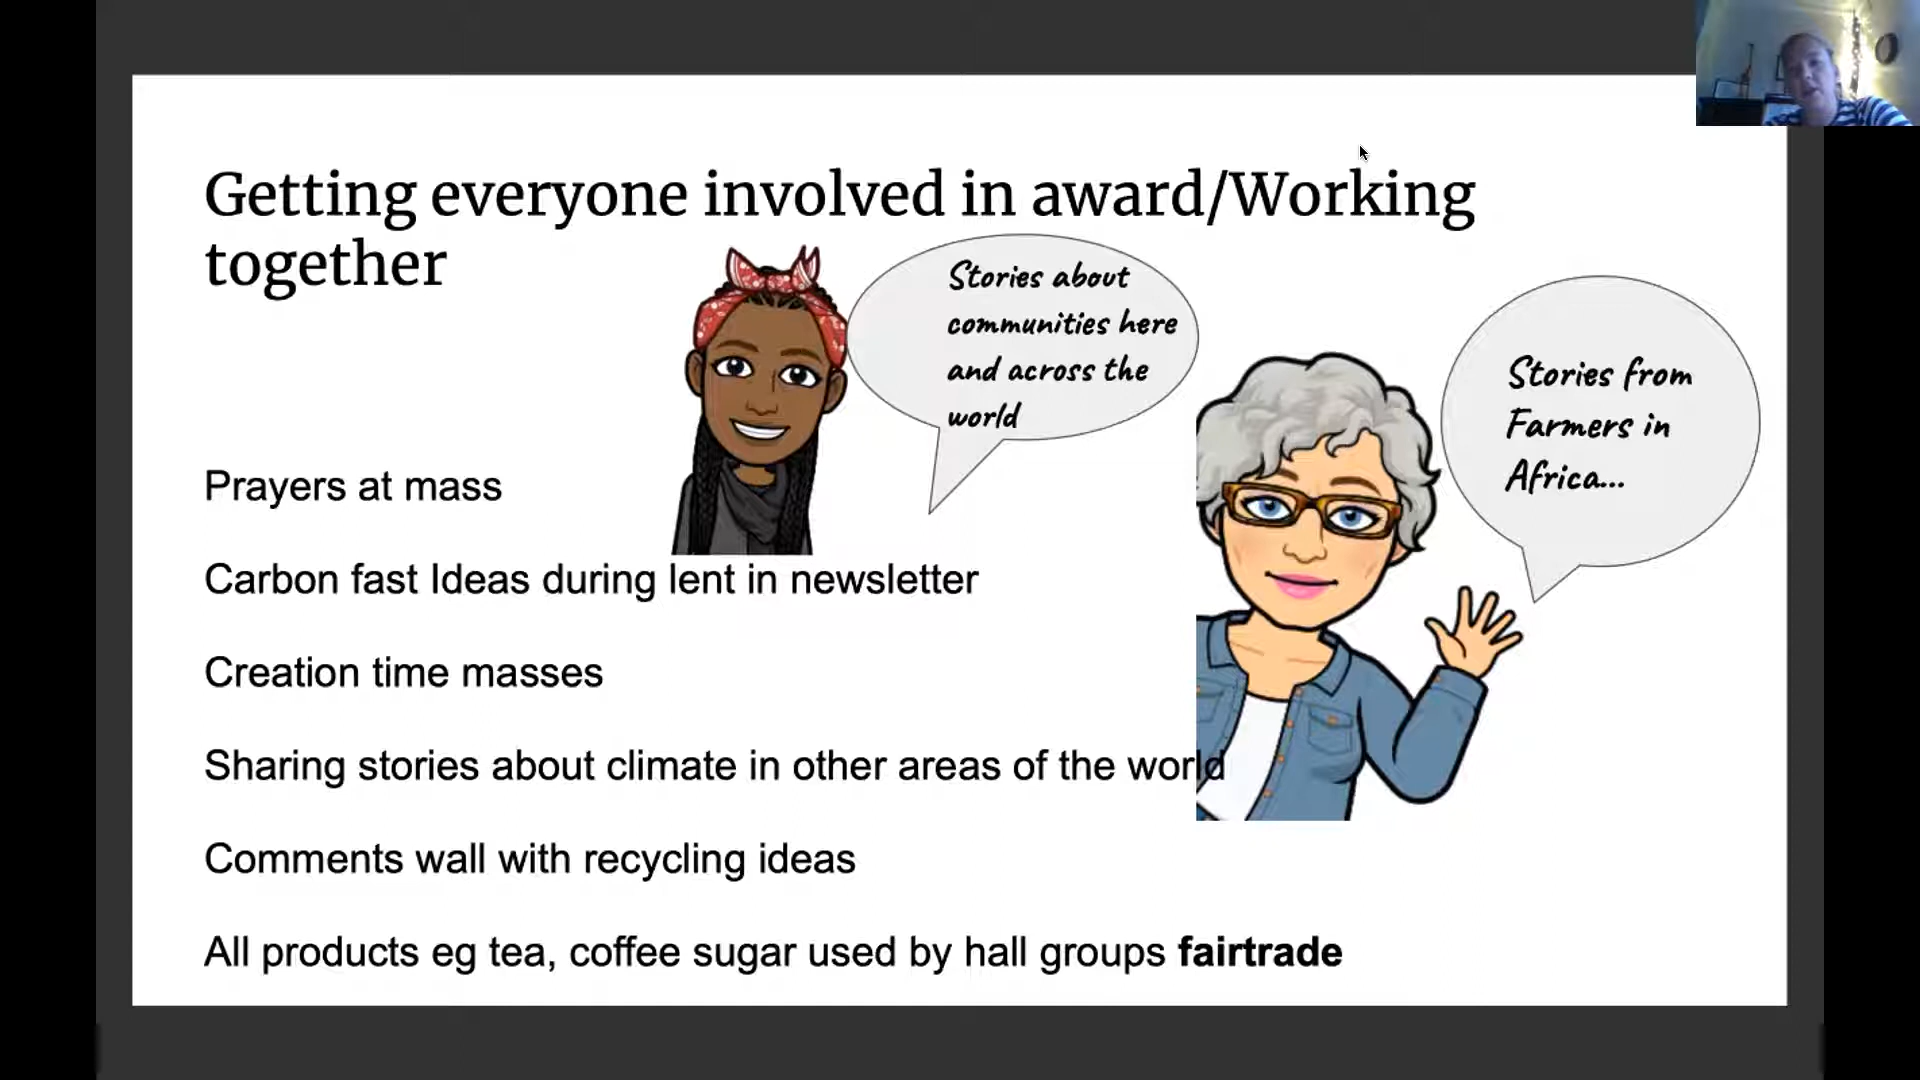 Getting everyone involved in award/Working
together
Stories about
communities here
and across the
world
Stories from
Farmers in
Africa...
Prayers at mass
Carbon fast Ideas during lent in newsletter
Creation time masses
Sharing stories about climate in other areas of the world
Comments wall with recycling ideas
All products eg tea, coffee sugar used by hall groups fairtrade